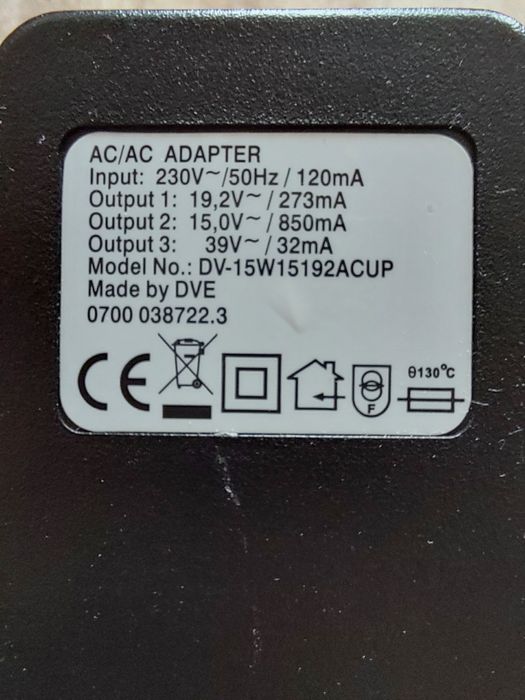 AC/AC ADAPTER
Input: 230V~/50Hz / 120mA
Output 1: 19,2V~ / 273mA
Output 2: 15,0V~ / 850mA
Output 3: 39V~ / 32mA
Model No.: DV-15W15192ACUP
Made by DVE
0700 038722.3
CE F θ130°C